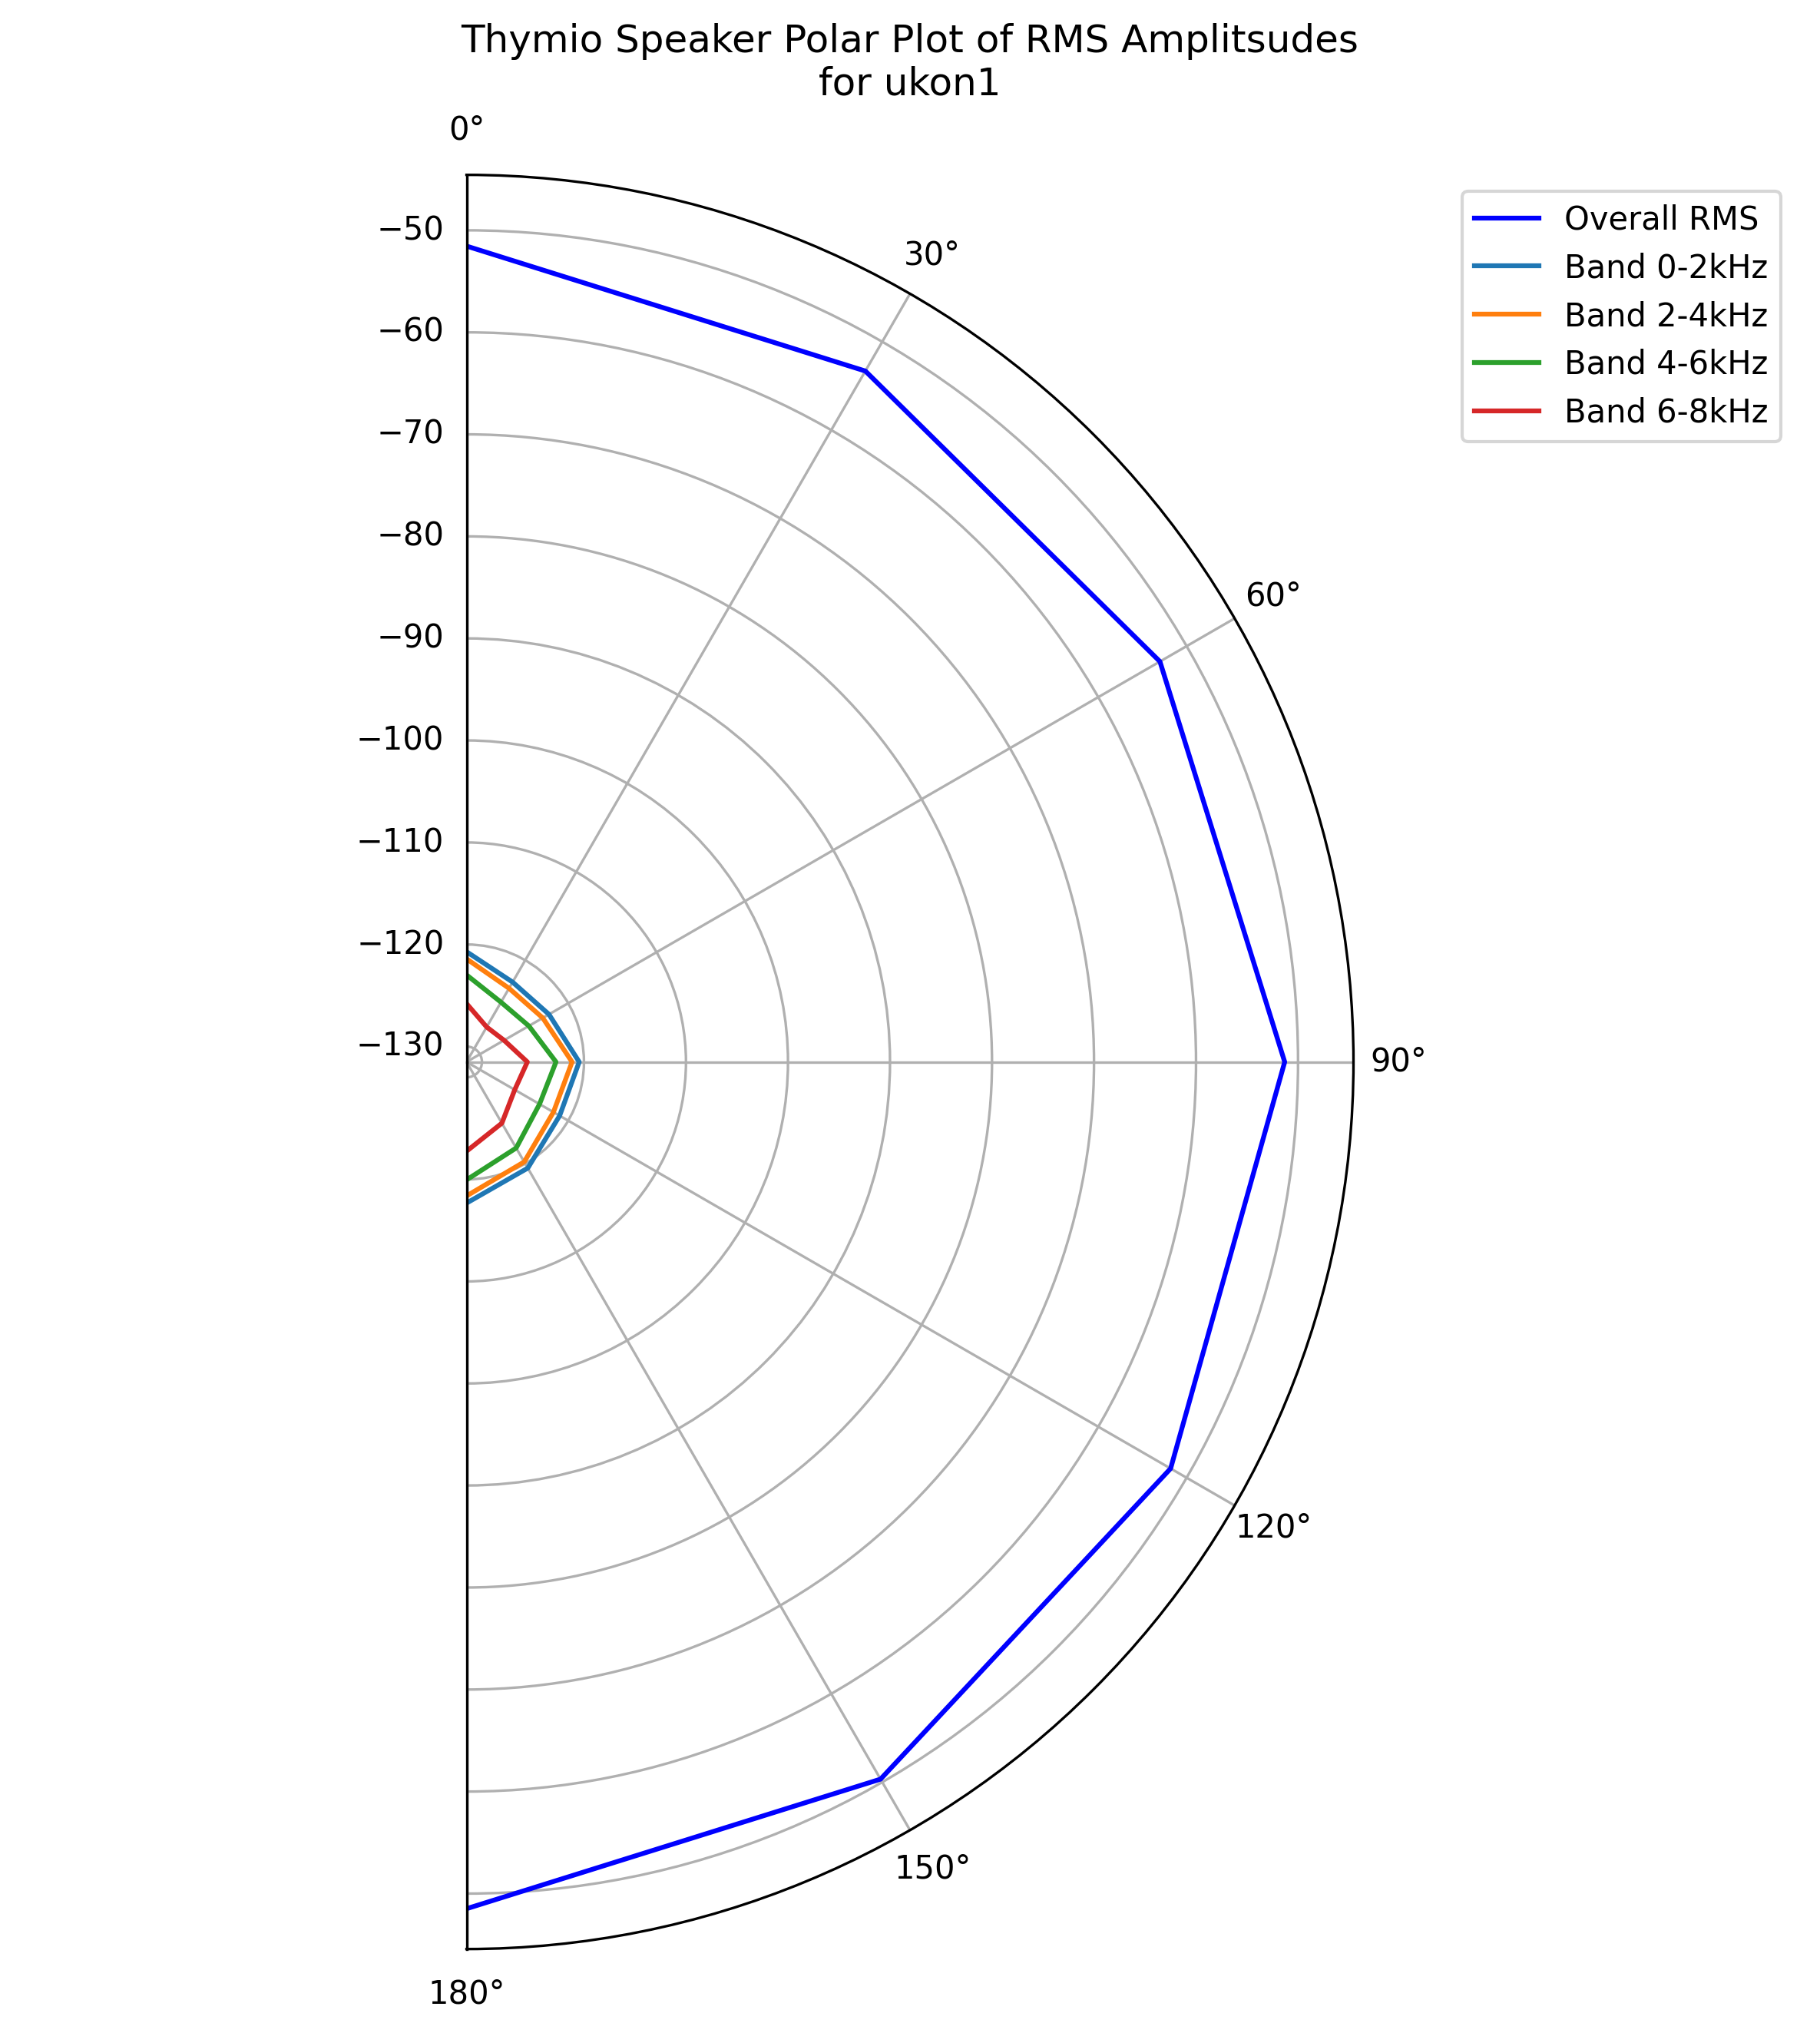 Thymio Speaker Polar Plot of RMS Amplitsudes
for ukon1
0°
30°
60°
90°
120°
150°
180°
−50
−60
−70
−80
−90
−100
−110
−120
−130
Overall RMS
Band 0-2kHz
Band 2-4kHz
Band 4-6kHz
Band 6-8kHz